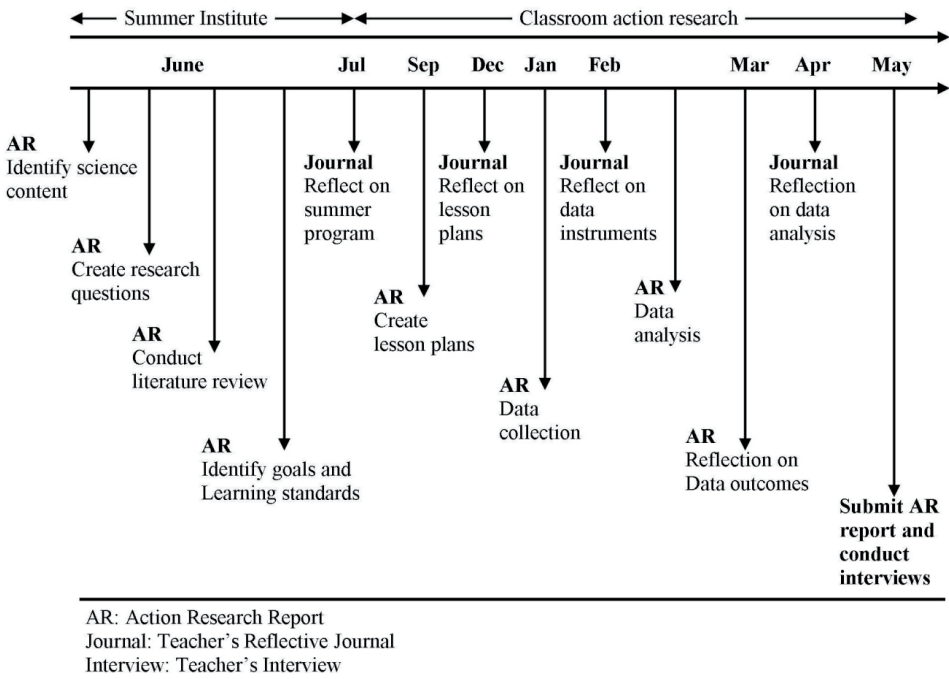 Summer Institute
Classroom action research
June
Jul
Sep
Dec
Jan
Feb
Mar
Apr
May
AR
Identify science
content
AR
Create research
questions
AR
Conduct
literature review
AR
Identify goals and
Learning standards
Journal
Reflect on
summer
program
AR
Create
lesson plans
Journal
Reflect on
lesson
plans
AR
Data
collection
Journal
Reflect on
data
instruments
AR
Data
analysis
AR
Reflection on
Data outcomes
Journal
Reflection
on data
analysis
Submit AR
report and
conduct
interviews
AR: Action Research Report
Journal: Teacher's Reflective Journal
Interview: Teacher's Interview